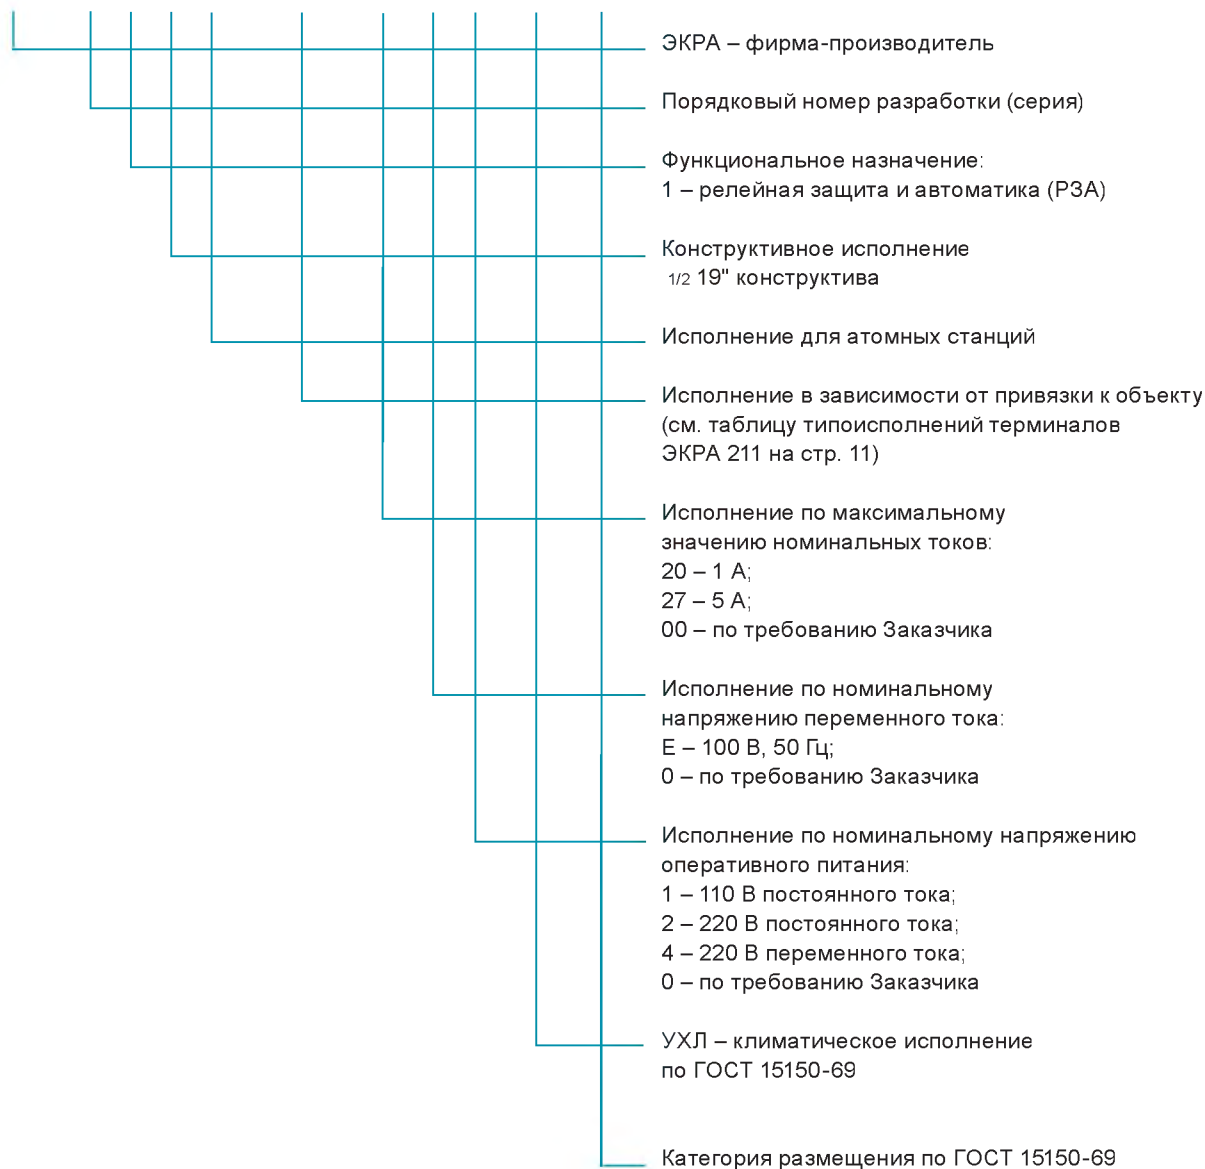 ЭКРА – фирма-производитель
Порядковый номер разработки (серия)
Функциональное назначение:
1 – релейная защита и автоматика (РЗА)
Конструктивное исполнение
1/2 19" конструктива
Исполнение для атомных станций
Исполнение в зависимости от привязки к объекту
(см. таблицу типоисполнений терминалов
ЭКРА 211 на стр. 11)
Исполнение по максимальному
значению номинальных токов:
20 – 1 А;
27 – 5 А;
00 – по требованию Заказчика
Исполнение по номинальному
напряжению переменного тока:
Е – 100 В, 50 Гц;
0 – по требованию Заказчика
Исполнение по номинальному напряжению
оперативного питания:
1 – 110 В постоянного тока;
2 – 220 В постоянного тока;
4 – 220 В переменного тока;
0 – по требованию Заказчика
УХЛ – климатическое исполнение
по ГОСТ 15150-69
Категория размещения по ГОСТ 15150-69